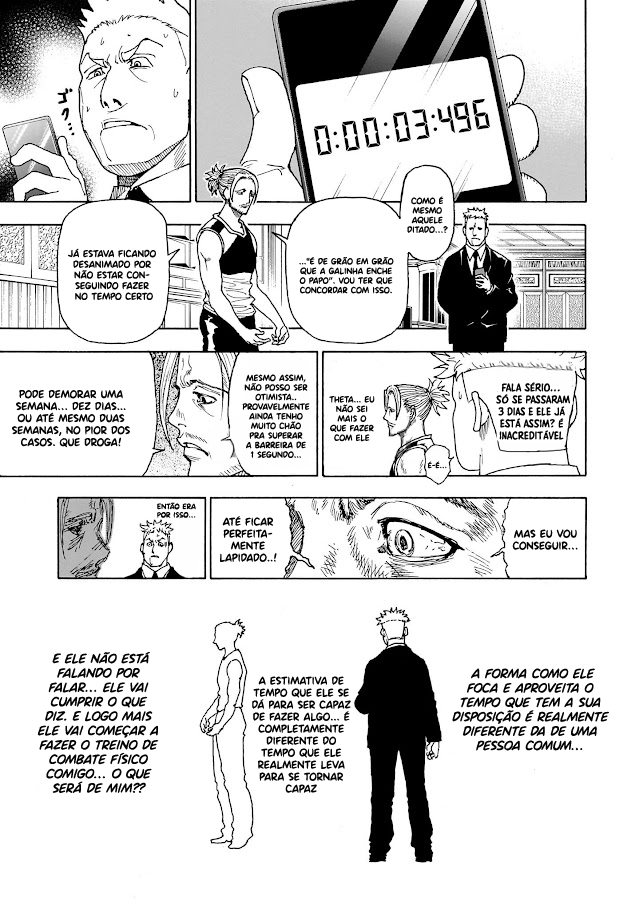 0:00:03:496
ゴク…
COMO É
MESMO
AQUELE
DITADO...?
..."E DE GRÃO EM GRÃO
QUE A GALINHA ENCHE
O PAPO". VOU TER QUE
CONCORDAR COM ISSO.
JÁ ESTAVA FICANDO
DESANIMADO POR
NÃO ESTAR CON-
SEGUINDO FAZER
NO TEMPO CERTO
FALA SÉRIO...
SÓ SE PASSARAM
3 DIAS E ELE JÁ
ESTÁ ASSIM? É
INACREDITÁVEL
THETA... EU
NÃO SEI
MAIS O
QUE FAZER
COM ELE
É-É...
MESMO ASSIM,
NÃO POSSO SER
OTIMISTA..
PROVAVELMENTE
AINDA TENHO
MUITO CHÃO
PRA SUPERAR
A BARREIRA DE
1 SEGUNDO...
PODE DEMORAR UMA
SEMANA... DEZ DIAS...
OU ATÉ MESMO DUAS
SEMANAS, NO PIOR DOS
CASOS. QUE DROGA!
MAS EU VOU
CONSEGUIR...
ATÉ FICAR
PERFEITA-
MENTE
LAPIDADO..!
ENTÃO ERA
POR ISSO...
A FORMA COMO ELE
FOCA E APROVEITA O
TEMPO QUE TEM A SUA
DISPOSIÇÃO É REALMENTE
DIFERENTE DA DE UMA
PESSOA COMUM...
A ESTIMATIVA DE
TEMPO QUE ELE SE
DÁ PARA SER CAPAZ
DE FAZER ALGO... É
COMPLETAMENTE
DIFERENTE DO
TEMPO QUE ELE
REALMENTE LEVA
PARA SE TORNAR
CAPAZ
E ELE NÃO ESTÁ
FALANDO POR
FALAR... ELE VAI
CUMPRIR O QUE
DIZ. E LOGO MAIS
ELE VAI COMEÇAR A
FAZER O TREINO DE
COMBATE FÍSICO
COMIGO... O QUE
SERÁ DE MIM??